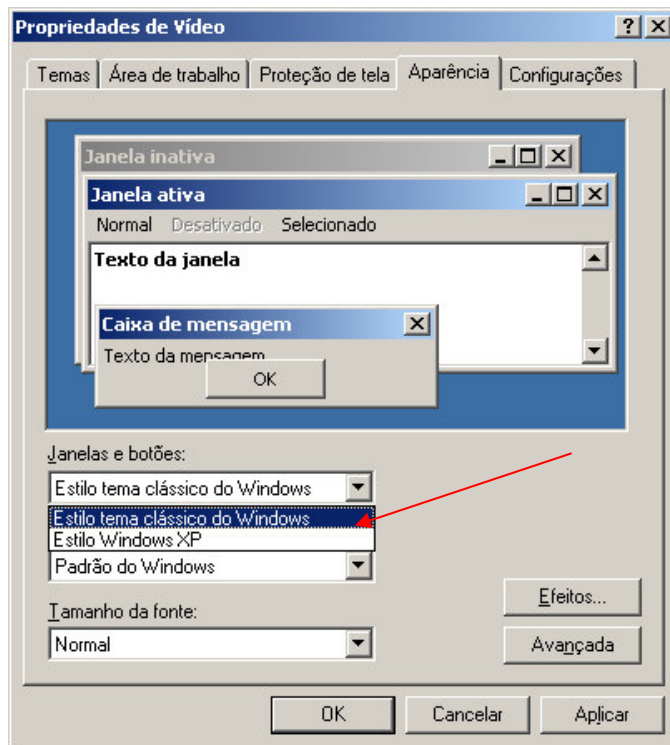 Propriedades de Vídeo
Temas Área de trabalho Proteção de tela Aparência Configurações
Janela inativa
Janela ativa
Normal Desativado Selecionado
Texto da janela
Caixa de mensagem
Texto da mensagem
OK
Janelas e botões:
Estilo tema clássico do Windows
Estilo tema clássico do Windows
Estilo Windows XP
Padrão do Windows
Efeitos...
Tamanho da fonte:
Normal
Avançada
OK Cancelar Aplicar